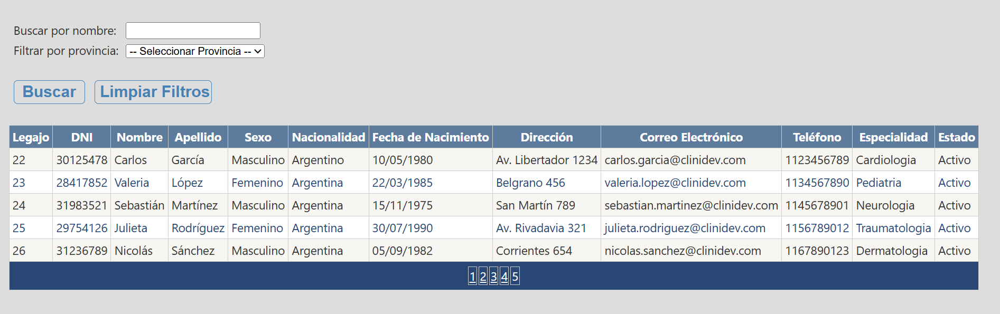 Buscar por nombre:
Filtrar por provincia: -- Seleccionar Provincia --
Buscar Limpiar Filtros
Legajo DNI Nombre Apellido Sexo Nacionalidad Fecha de Nacimiento Dirección Correo Electrónico Teléfono Especialidad Estado
22 30125478 Carlos García Masculino Argentino 10/05/1980 Av. Libertador 1234 carlos.garcia@clinidev.com 1123456789 Cardiologia Activo
23 28417852 Valeria López Femenino Argentina 22/03/1985 Belgrano 456 valeria.lopez@clinidev.com 1134567890 Pediatria Activo
24 31983521 Sebastián Martínez Masculino Argentina 15/11/1975 San Martín 789 sebastian.martinez@clinidev.com 1145678901 Neurologia Activo
25 29754126 Julieta Rodríguez Femenino Argentina 30/07/1990 Av. Rivadavia 321 julieta.rodriguez@clinidev.com 1156789012 Traumatologia Activo
26 31236789 Nicolás Sánchez Masculino Argentina 05/09/1982 Corrientes 654 nicolas.sanchez@clinidev.com 1167890123 Dermatologia Activo
1 2 3 4 5